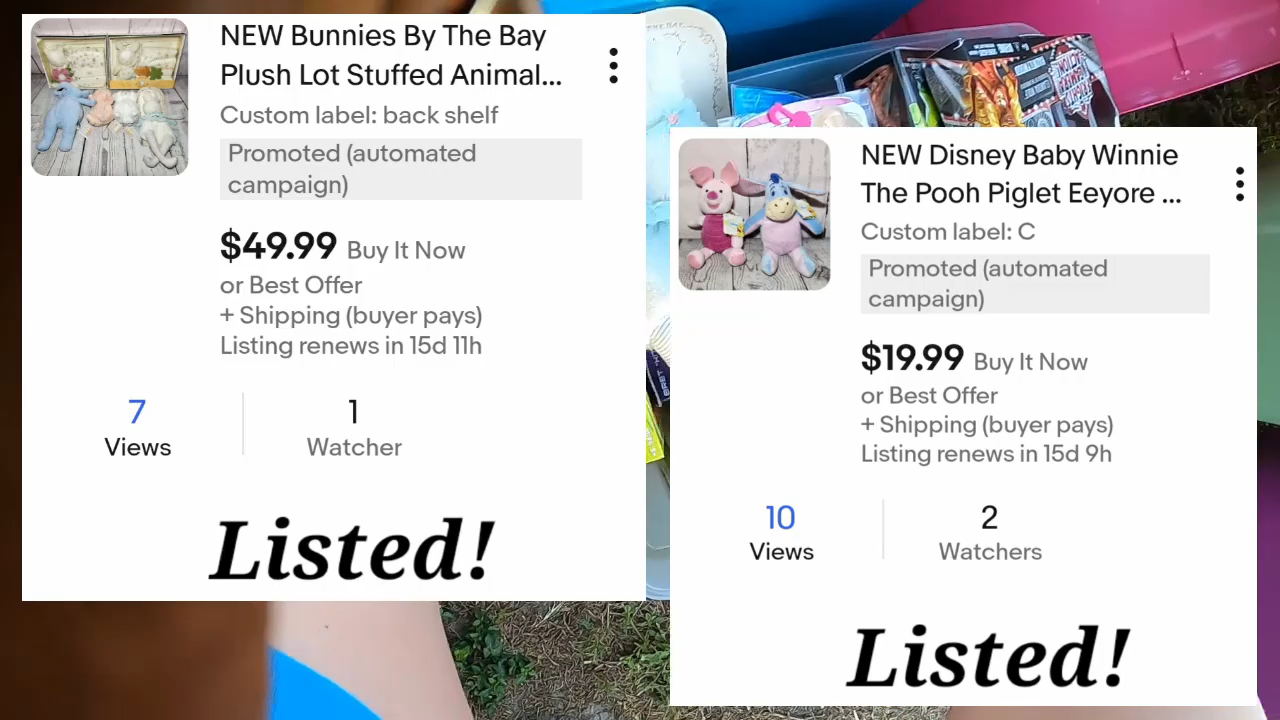 NEW Bunnies By The Bay
Plush Lot Stuffed Animal...
Custom label: back shelf
Promoted (automated
campaign)
$49.99 Buy It Now
or Best Offer
+ Shipping (buyer pays)
Listing renews in 15d 11h
7
Views
1
Watcher
Listed!
NEW Disney Baby Winnie
The Pooh Piglet Eeyore ...
Custom label: C
Promoted (automated
campaign)
$19.99 Buy It Now
or Best Offer
+ Shipping (buyer pays)
Listing renews in 15d 9h
10
Views
2
Watchers
Listed!